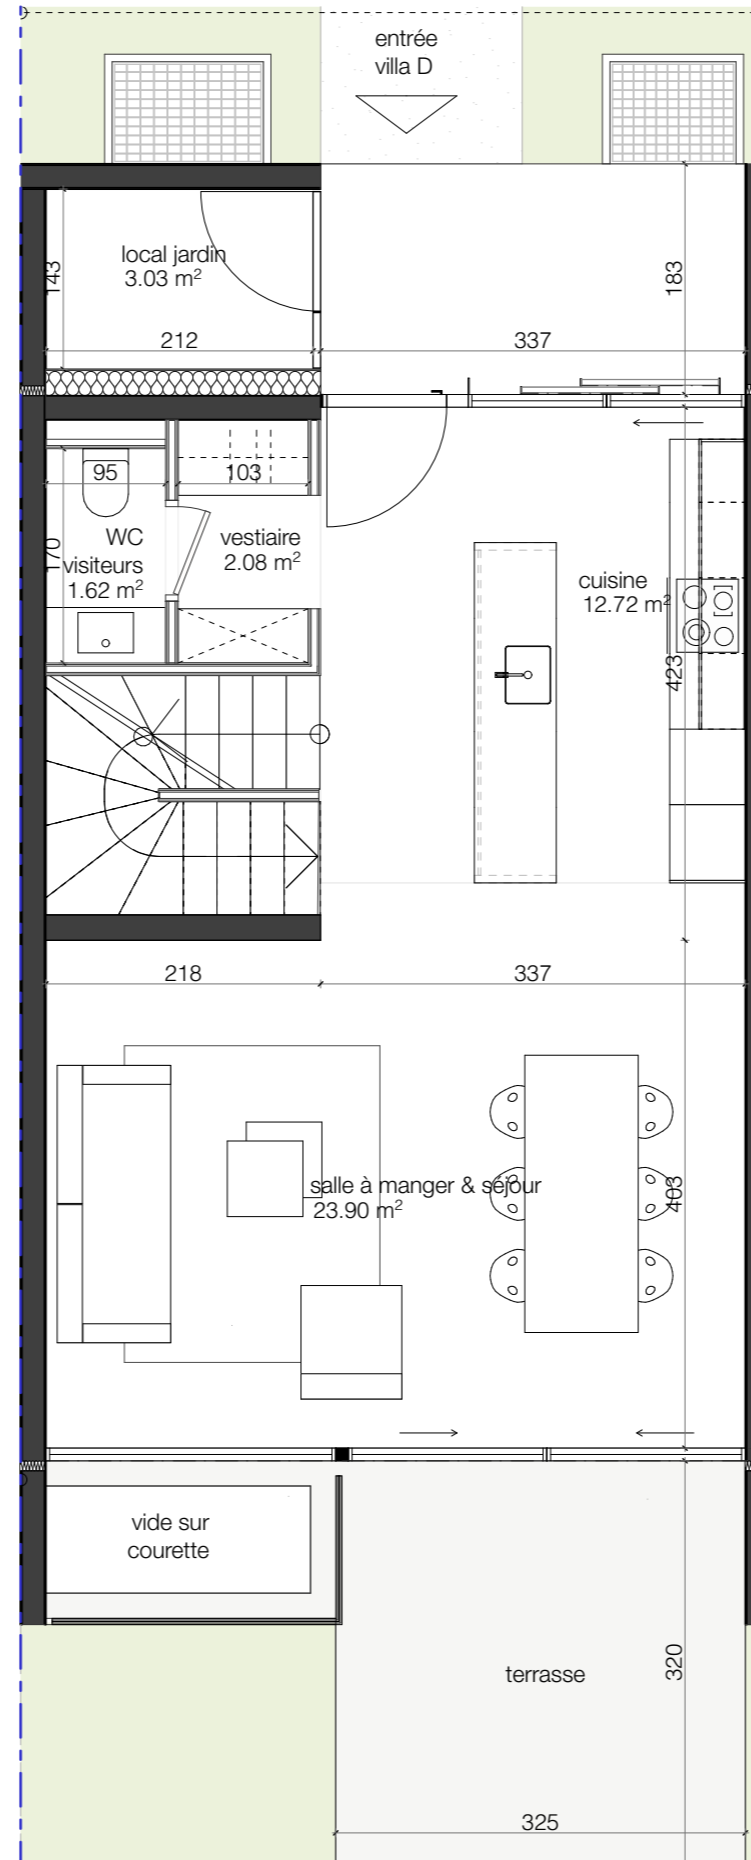 entrée
villa D
local jardin
3.03 m²
143
183
212
337
95
103
170
WC
visiteurs
1.62 m²
vestiaire
2.08 m²
cuisine
12.72 m²
423
218
337
salle à manger & séjour
23.90 m²
403
vide sur
courette
terrasse
320
325